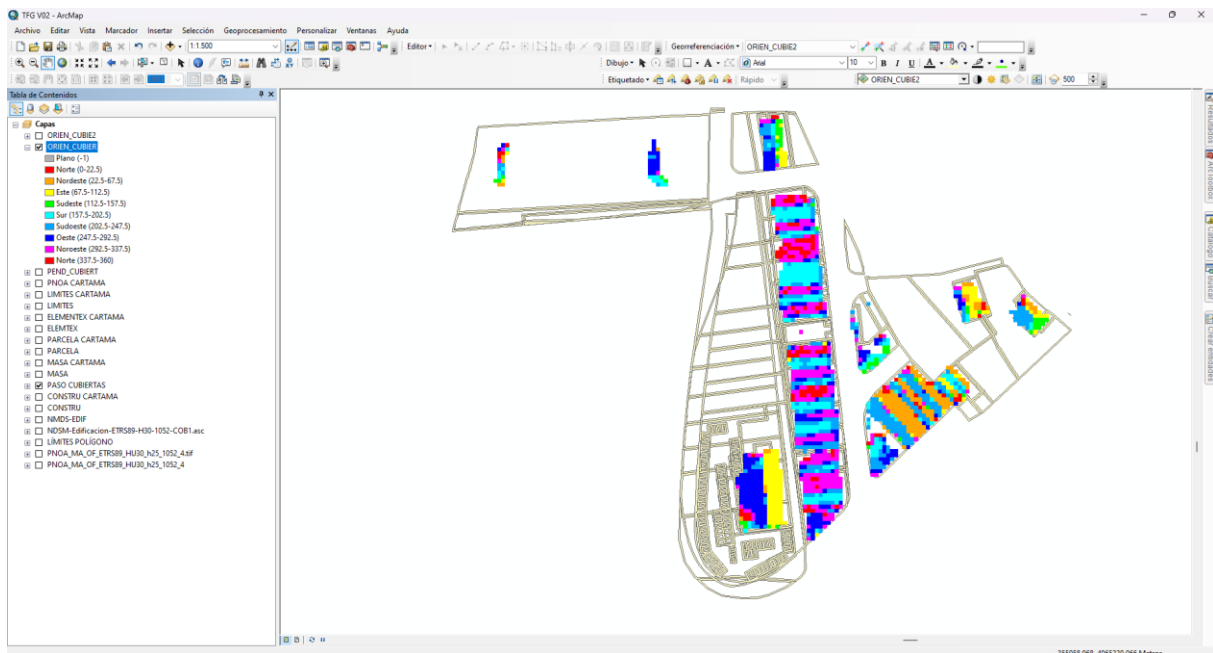 TFG V02 - ArcMap
Archivo Editar Vista Marcador Insertar Selección Geoprocesamiento Personalizar Ventanas Ayuda
1:1.500 Editor Georreferenciación ORIEN_CUBIE2
Dibujo Arial 10 B I U A
Etiquetado Rápido ORIEN_CUBIE2 500
Tabla de Contenidos
Capas
ORIEN_CUBIE2
ORIEN_CUBIER
Plano (-1)
Norte (0-22.5)
Nordeste (22.5-67.5)
Este (67.5-112.5)
Sudeste (112.5-157.5)
Sur (157.5-202.5)
Sudoeste (202.5-247.5)
Oeste (247.5-292.5)
Noroeste (292.5-337.5)
Norte (337.5-360)
PEND_CUBIERT
PNOA CARTAMA
LIMITES CARTAMA
LIMITES
ELEMENTEX CARTAMA
ELEMTEX
PARCELA CARTAMA
PARCELA
MASA CARTAMA
MASA
PASO CUBIERTAS
CONSTRU CARTAMA
CONSTRU
NMDS-EDIF
NDSM-Edificacion-ETRS89-H30-1052-COB1.asc
LÍMITES POLÍGONO
PNOA_MA_OF_ETRS89_HU30_h25_1052_4.tif
PNOA_MA_OF_ETRS89_HU30_h25_1052_4
Resultados
ArcToolbox
Catálogo
Buscar
Crear entidades